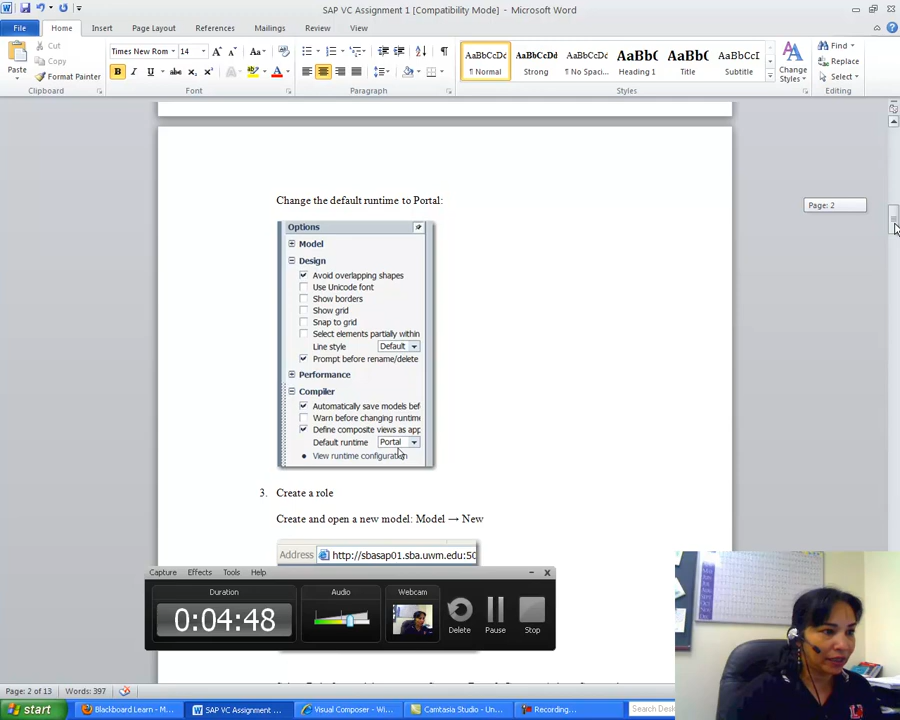 SAP VC Assignment 1 [Compatibility Mode] - Microsoft Word
File Home Insert Page Layout References Mailings Review View
Paste
Cut
Copy
Format Painter
Clipboard
Times New Rom 14
B I U abc x₂ x² Aa A A
Font
Paragraph
AaBbCcDc AaBbCcDd AaBbCcDc AaBbC AaBbC AaBbCcD
¶ Normal Strong ¶ No Spaci... Heading 1 Title Subtitle
Change Styles
Styles
Find
Replace
Select
Editing
Page: 2
Change the default runtime to Portal:
Options
Model
Design
Avoid overlapping shapes
Use Unicode font
Show borders
Show grid
Snap to grid
Select elements partially within
Line style Default
Prompt before rename/delete
Performance
Compiler
Automatically save models bef
Warn before changing runtime
Define composite views as app
Default runtime Portal
View runtime configuration
3. Create a role
Create and open a new model: Model → New
Address http://sbasap01.sba.uwm.edu:50
Capture Effects Tools Help
Duration
0:04:48
Audio
Webcam
Delete
Pause
Stop
Page: 2 of 13 Words: 397
start
Blackboard Learn - M...
SAP VC Assignment ...
Visual Composer - Wi...
Camtasia Studio - Un...
Recording...
Search Desk